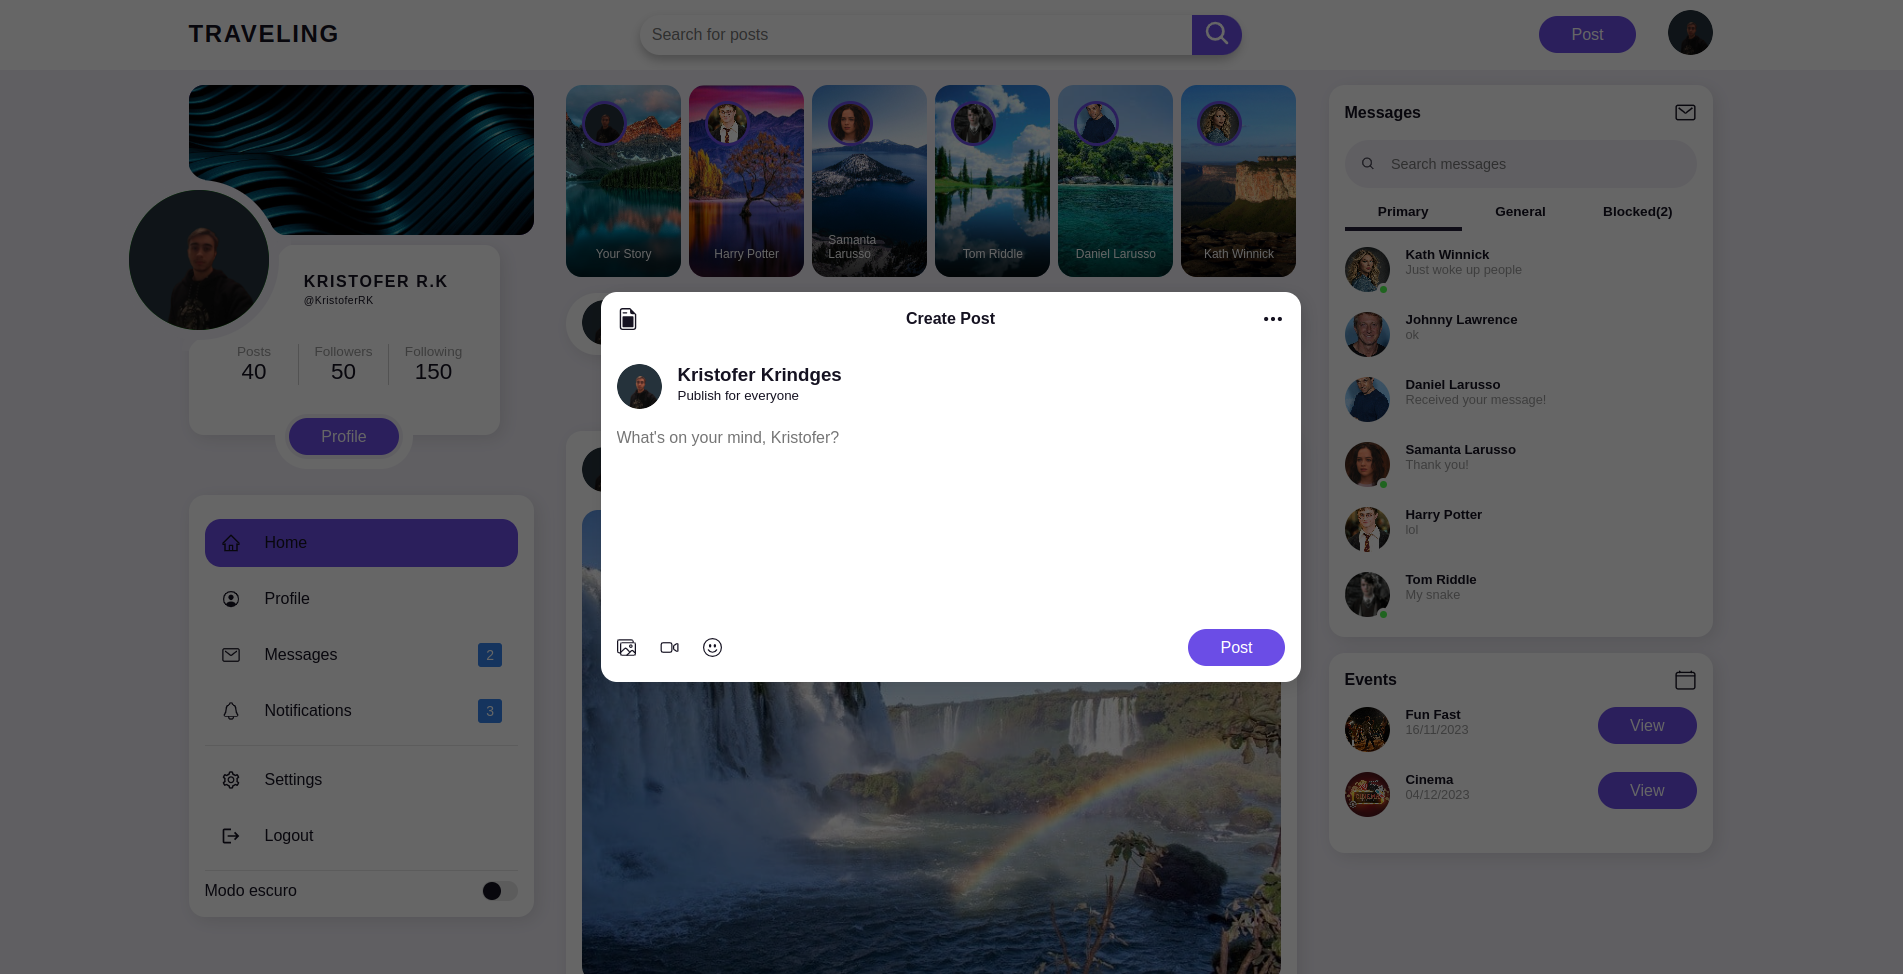 TRAVELING
Search for posts
Post
KRISTOFER R.K
@KristoferRK
Posts
40
Followers
50
Following
150
Profile
Home
Profile
Messages
2
Notifications
3
Settings
Logout
Modo escuro
Your Story
Harry Potter
Samanta
Larusso
Tom Riddle
Daniel Larusso
Kath Winnick
Create Post
Kristofer Krindges
Publish for everyone
What's on your mind, Kristofer?
Post
Messages
Search messages
Primary
General
Blocked(2)
Kath Winnick
Just woke up people
Johnny Lawrence
ok
Daniel Larusso
Received your message!
Samanta Larusso
Thank you!
Harry Potter
lol
Tom Riddle
My snake
Events
Fun Fast
16/11/2023
View
Cinema
04/12/2023
View